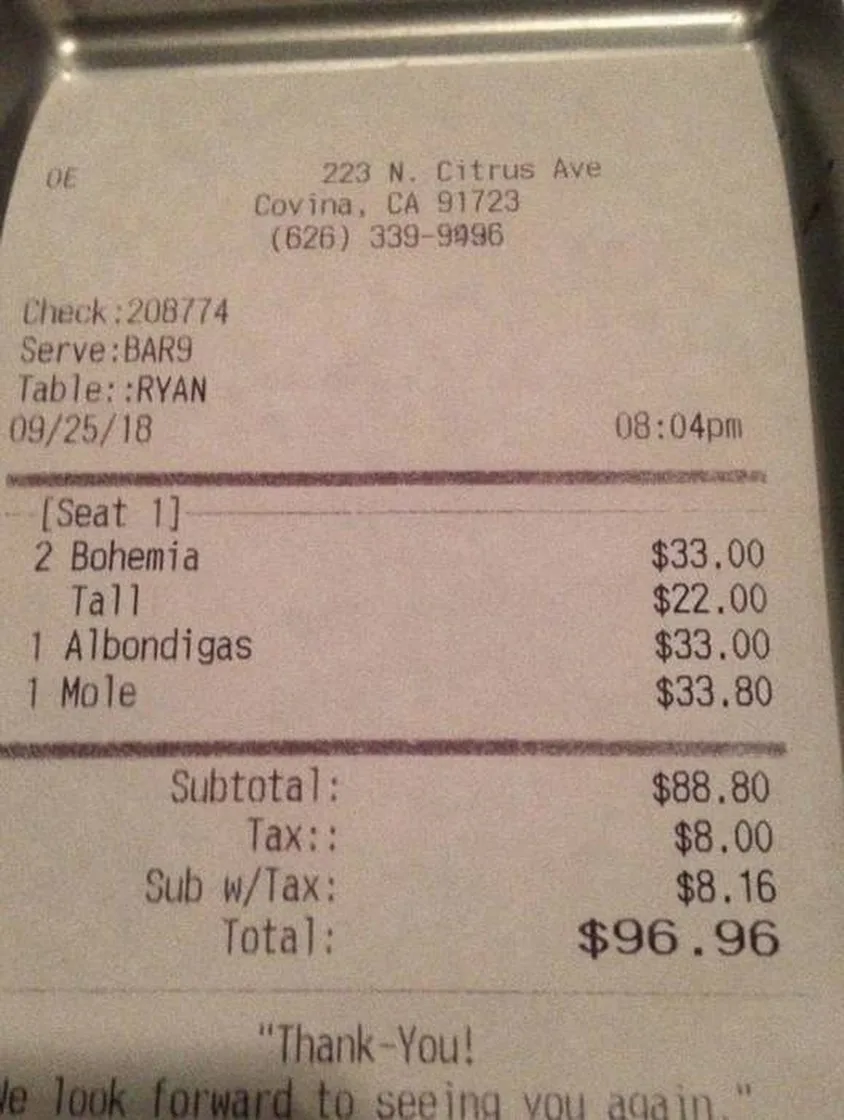 OE 223 N. Citrus Ave
Covina, CA 91723
(626) 339-9996
Check:208774
Serve:BAR9
Table::RYAN
09/25/18 08:04pm
[Seat 1]
2 Bohemia $33.00
Tall $22.00
1 Albondigas $33.00
1 Mole $33.80
Subtotal: $88.80
Tax:: $8.00
Sub w/Tax: $8.16
Total: $96.96
"Thank-You!
We look forward to seeing you again."